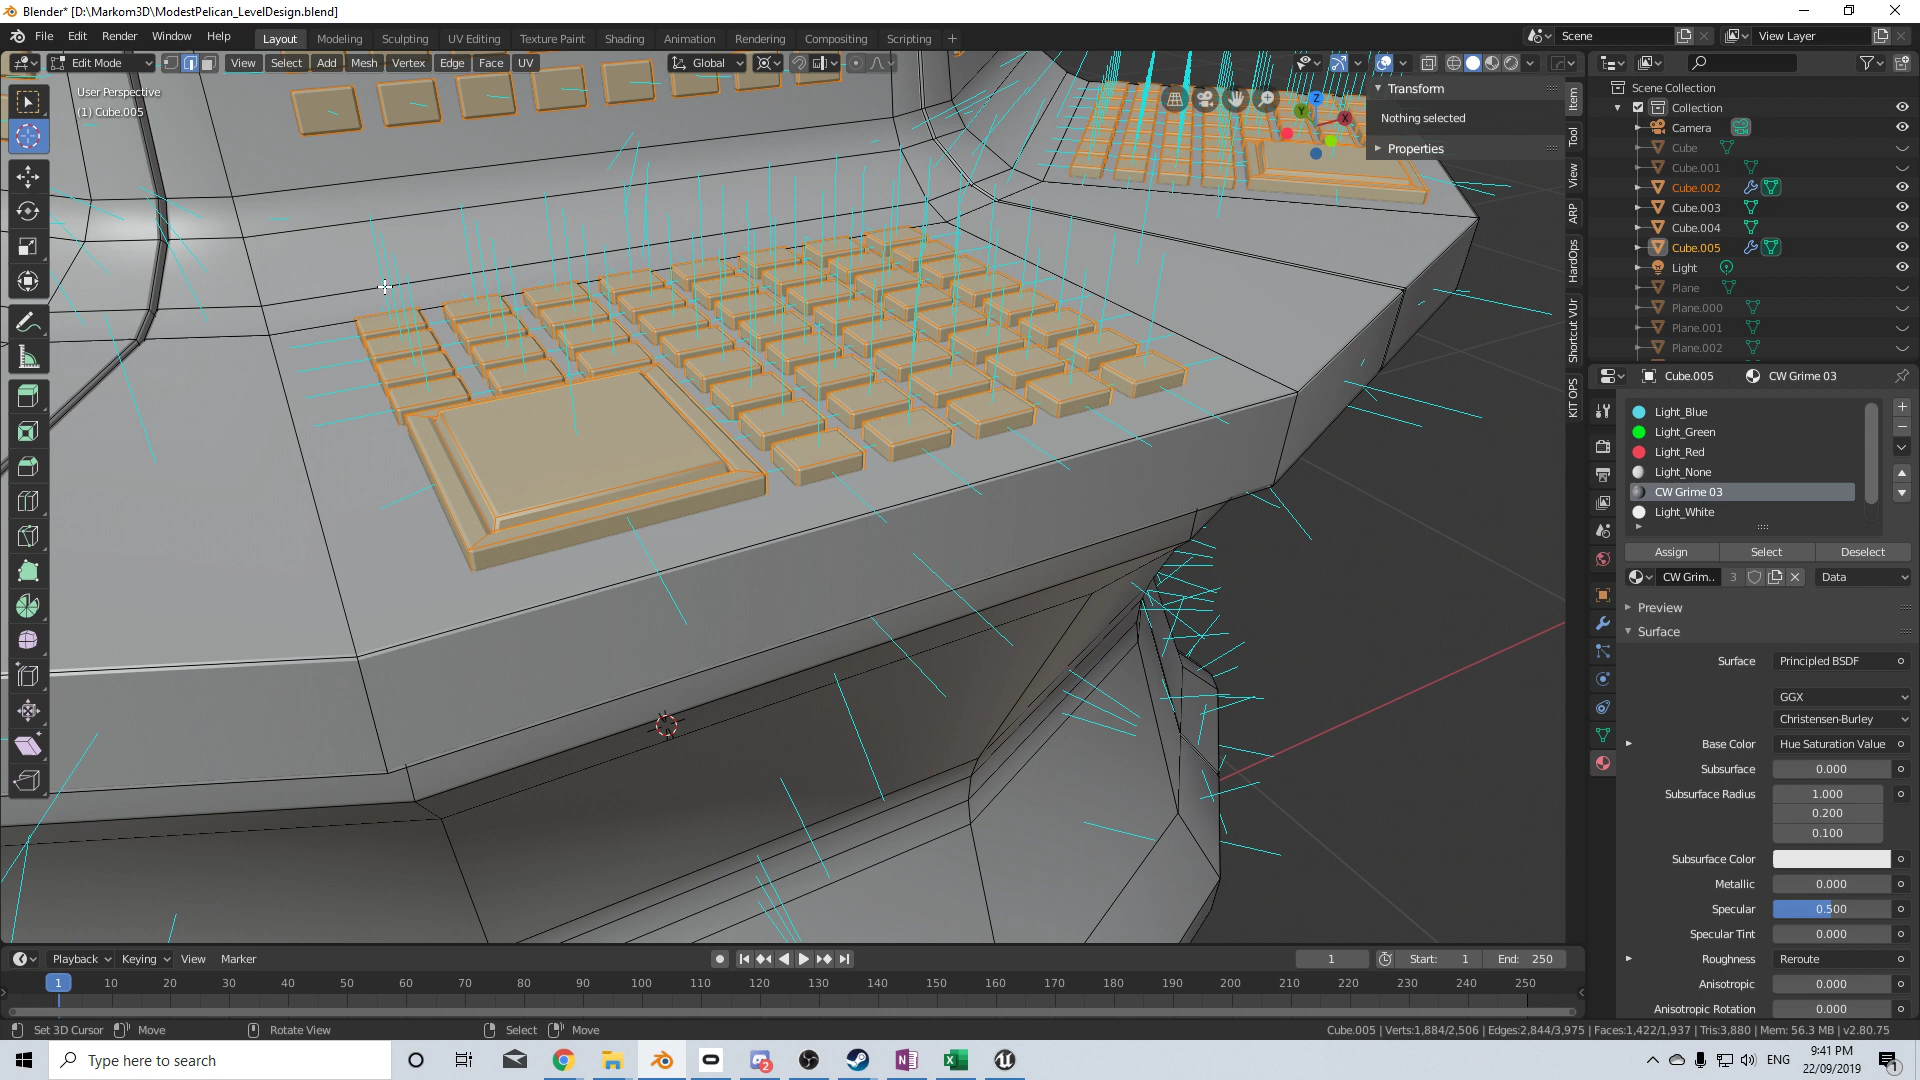 Blender* [D:\Markom3D\ModestPelican_LevelDesign.blend]
File Edit Render Window Help Layout Modeling Sculpting UV Editing Texture Paint Shading Animation Rendering Compositing Scripting + Scene View Layer
Edit Mode View Select Add Mesh Vertex Edge Face UV Global
User Perspective
(1) Cube.005
Transform
Nothing selected
Properties
Item
Tool
View
ARP
HardOps
Shortcut VUr
KIT OPS
X
Y
Z
Scene Collection
Collection
Camera
Cube
Cube.001
Cube.002
Cube.003
Cube.004
Cube.005
Light
Plane
Plane.000
Plane.001
Plane.002
Cube.005 CW Grime 03
Light_Blue
Light_Green
Light_Red
Light_None
CW Grime 03
Light_White
Assign Select Deselect
CW Grim.. 3 Data
Preview
Surface
Surface Principled BSDF
GGX
Christensen-Burley
Base Color Hue Saturation Value
Subsurface 0.000
Subsurface Radius 1.000
0.200
0.100
Subsurface Color
Metallic 0.000
Specular 0.500
Specular Tint 0.000
Roughness Reroute
Anisotropic 0.000
Anisotropic Rotation 0.000
Playback Keying View Marker 1 Start: 1 End: 250
1 10 20 30 40 50 60 70 80 90 100 110 120 130 140 150 160 170 180 190 200 210 220 230 240 250
Set 3D Cursor Move Rotate View Select Move Cube.005 | Verts:1,884/2,506 | Edges:2,844/3,975 | Faces:1,422/1,937 | Tris:3,880 | Mem: 56.3 MB | v2.80.75
Type here to search
2
ENG
9:41 PM
22/09/2019
1